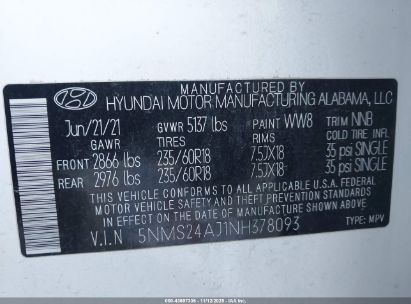 MANUFACTURED BY
HYUNDAI MOTOR MANUFACTURING ALABAMA, LLC
Jun/21/21 GVWR 5137 lbs PAINT WW8 TRIM NNB
GAWR TIRES RIMS COLD TIRE INFL
FRONT 2866 lbs 235/60R18 7.5JX18 35 psi SINGLE
REAR 2976 lbs 235/60R18 7.5JX18 35 psi SINGLE
THIS VEHICLE CONFORMS TO ALL APPLICABLE U.S.A FEDERAL
MOTOR VEHICLE SAFETY AND THEFT PREVENTION STANDARDS
IN EFFECT ON THE DATE OF MANUFACTURE SHOWN ABOVE
V.I.N 5NMS24AJ1NH378093 TYPE: MPV